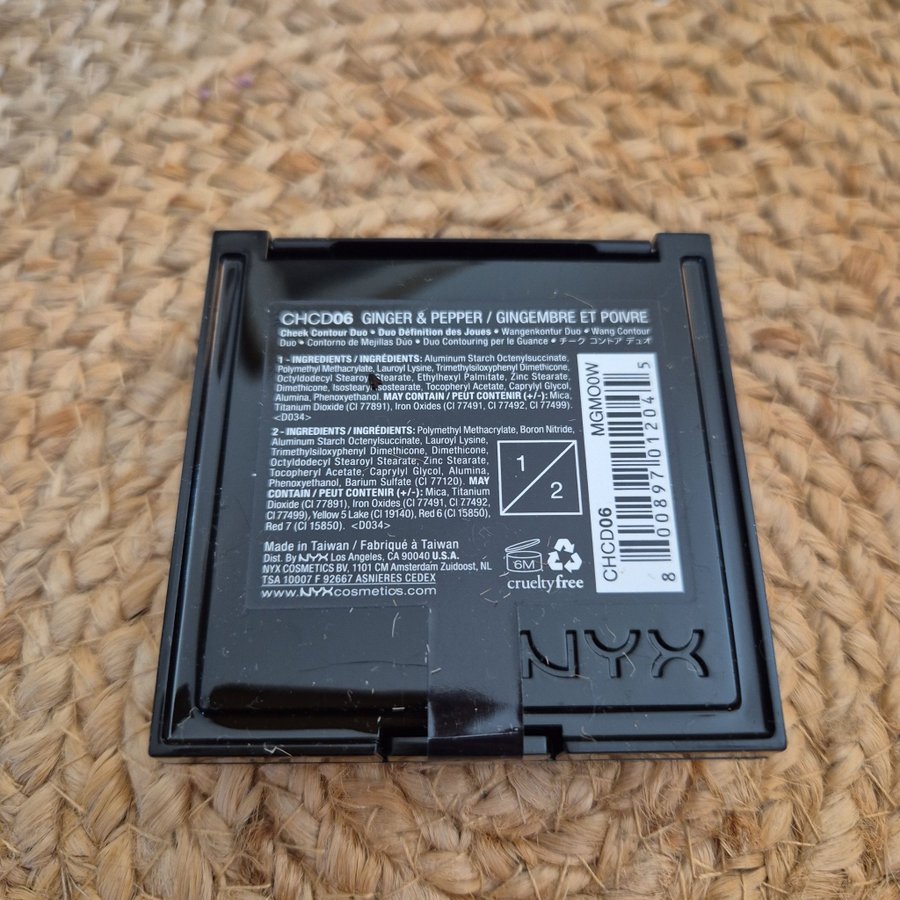 CHCD06 GINGER & PEPPER / GINGEMBRE ET POIVRE
Cheek Contour Duo • Duo Définition des Joues • Wangenkontur Duo • Wang Contour
Duo • Contorno de Mejillas Dúo • Duo Contouring per le Guance • チーク コントア デュオ
1 - INGREDIENTS / INGRÉDIENTS: Aluminum Starch Octenylsuccinate,
Polymethyl Methacrylate, Lauroyl Lysine, Trimethylsiloxyphenyl Dimethicone,
Octyldodecyl Stearoyl Stearate, Ethylhexyl Palmitate, Zinc Stearate,
Dimethicone, Isostearyl Isostearate, Tocopheryl Acetate, Caprylyl Glycol,
Alumina, Phenoxyethanol. MAY CONTAIN / PEUT CONTENIR (+/-): Mica,
Titanium Dioxide (CI 77891), Iron Oxides (CI 77491, CI 77492, CI 77499).
<D034>
2 - INGREDIENTS / INGRÉDIENTS: Polymethyl Methacrylate, Boron Nitride,
Aluminum Starch Octenylsuccinate, Lauroyl Lysine,
Trimethylsiloxyphenyl Dimethicone, Dimethicone,
Octyldodecyl Stearoyl Stearate, Zinc Stearate,
Tocopheryl Acetate, Caprylyl Glycol, Alumina,
Phenoxyethanol, Barium Sulfate (CI 77120). MAY
CONTAIN / PEUT CONTENIR (+/-): Mica, Titanium
Dioxide (CI 77891), Iron Oxides (CI 77491, CI 77492,
CI 77499), Yellow 5 Lake (CI 19140), Red 6 (CI 15850),
Red 7 (CI 15850). <D034>
1
2
Made in Taiwan / Fabriqué à Taiwan
Dist. By NYX Los Angeles, CA 90040 U.S.A.
NYX COSMETICS BV, 1101 CM Amsterdam Zuidoost, NL
TSA 10007 F 92667 ASNIERES CEDEX
www.NYXcosmetics.com
6M
crueltyfree
CHCD06
MGMO0W
8 00897 01204 5
NYX